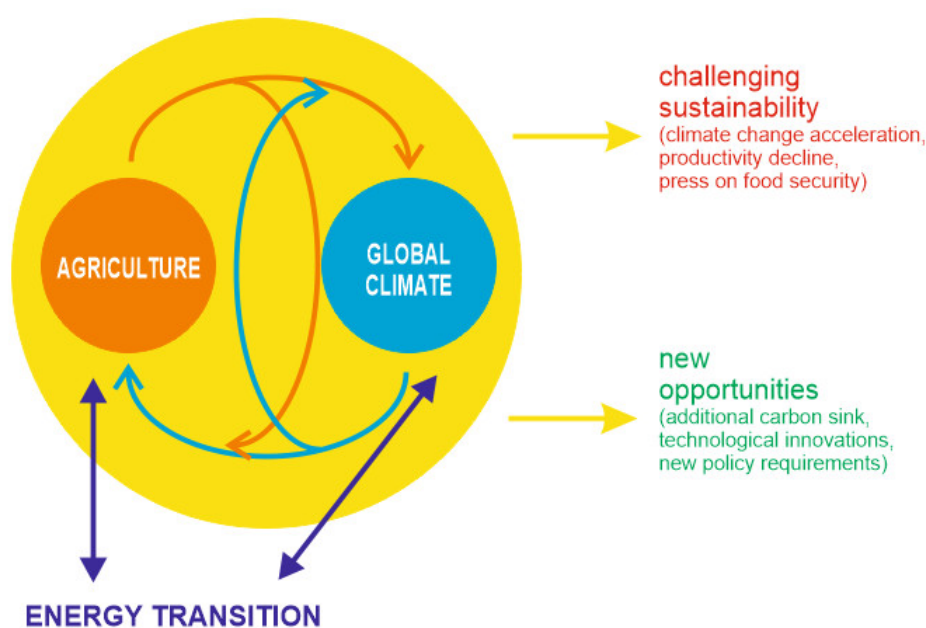 challenging
sustainability
(climate change acceleration,
productivity decline,
press on food security)
AGRICULTURE
GLOBAL
CLIMATE
new
opportunities
(additional carbon sink,
technological innovations,
new policy requirements)
ENERGY TRANSITION